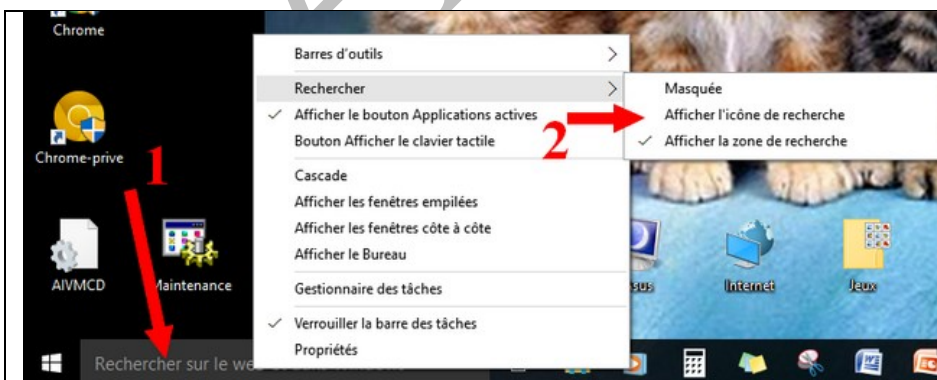 Chrome
Chrome-prive
1
AIVMCD
Maintenance
Barres d'outils
Rechercher
Afficher le bouton Applications actives
Bouton Afficher le clavier tactile
Cascade
Afficher les fenêtres empilées
Afficher les fenêtres côte à côte
Afficher le Bureau
Gestionnaire des tâches
Verrouiller la barre des tâches
Propriétés
2
Masquée
Afficher l'icône de recherche
Afficher la zone de recherche
Internet
Jeux
Rechercher sur le